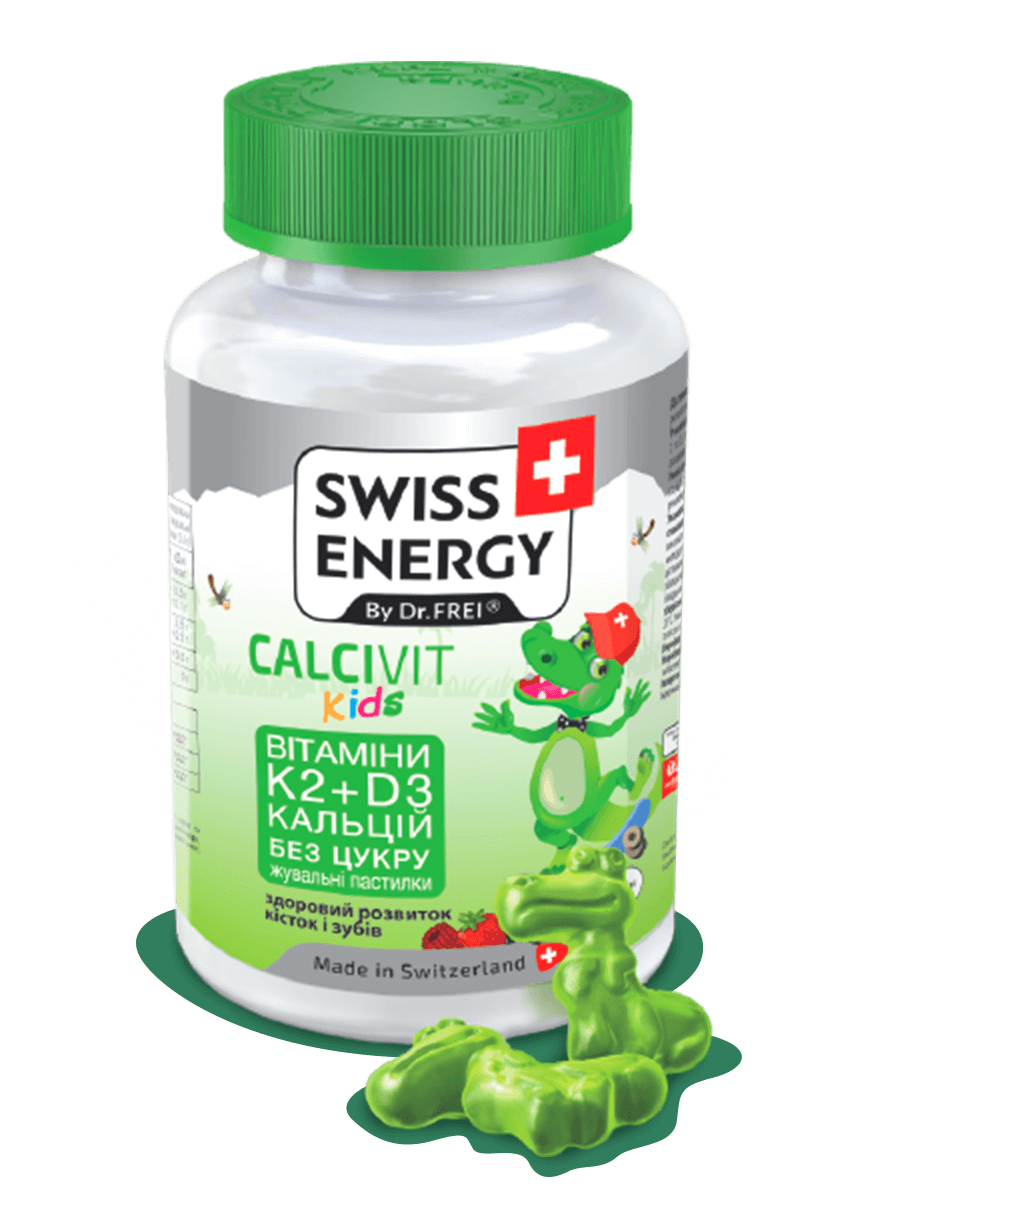 SWISS
ENERGY
By Dr.FREI®
CALCIVIT
Kids
ВІТАМІНИ
K2+D3
КАЛЬЦІЙ
БЕЗ ЦУКРУ
жувальні пастилки
здоровий розвиток
кісток і зубів
Made in Switzerland